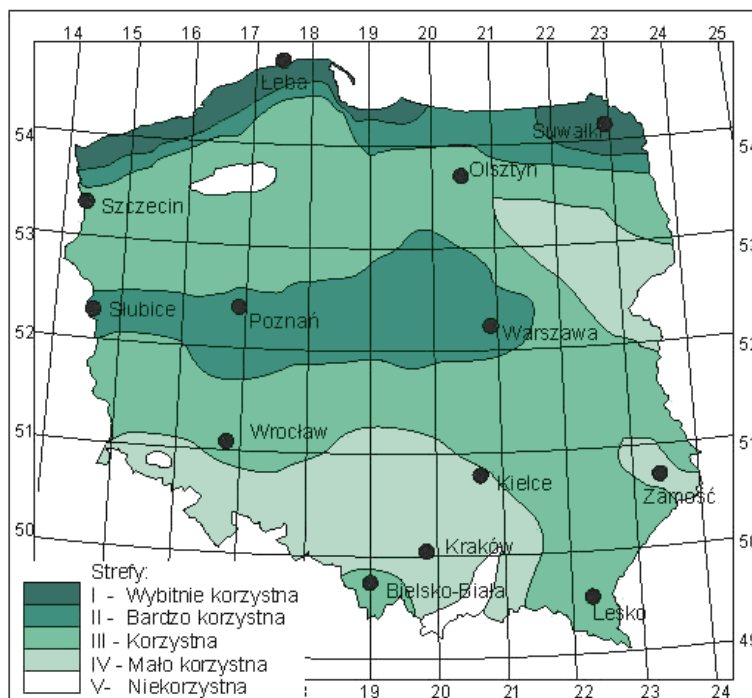 14 15 16 17 18 19 20 21 22 23 24 25
Łeba
54
Suwałki
54
Olsztyn
Szczecin
53
53
Słubice
Poznań
Warszawa
52
52
Wrocław
51
51
Kielce
Zamość
50
Kraków
50
Strefy:
Bielsko-Biała
I - Wybitnie korzystna
Lesko
II - Bardzo korzystna
III - Korzystna
49
IV - Mało korzystna
V- Niekorzystna
19 20 21 22 23 24